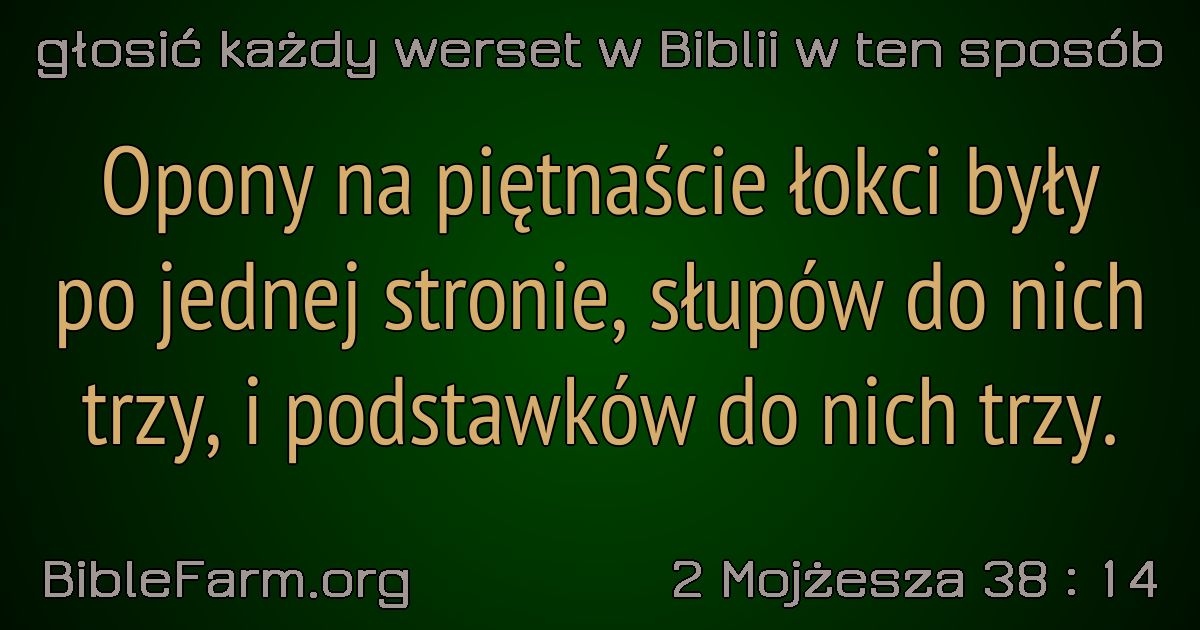 głosić każdy werset w Biblii w ten sposób
Opony na piętnaście łokci były
po jednej stronie, słupów do nich
trzy, i podstawków do nich trzy.
BibleFarm.org
2 Mojżesza 38 : 14